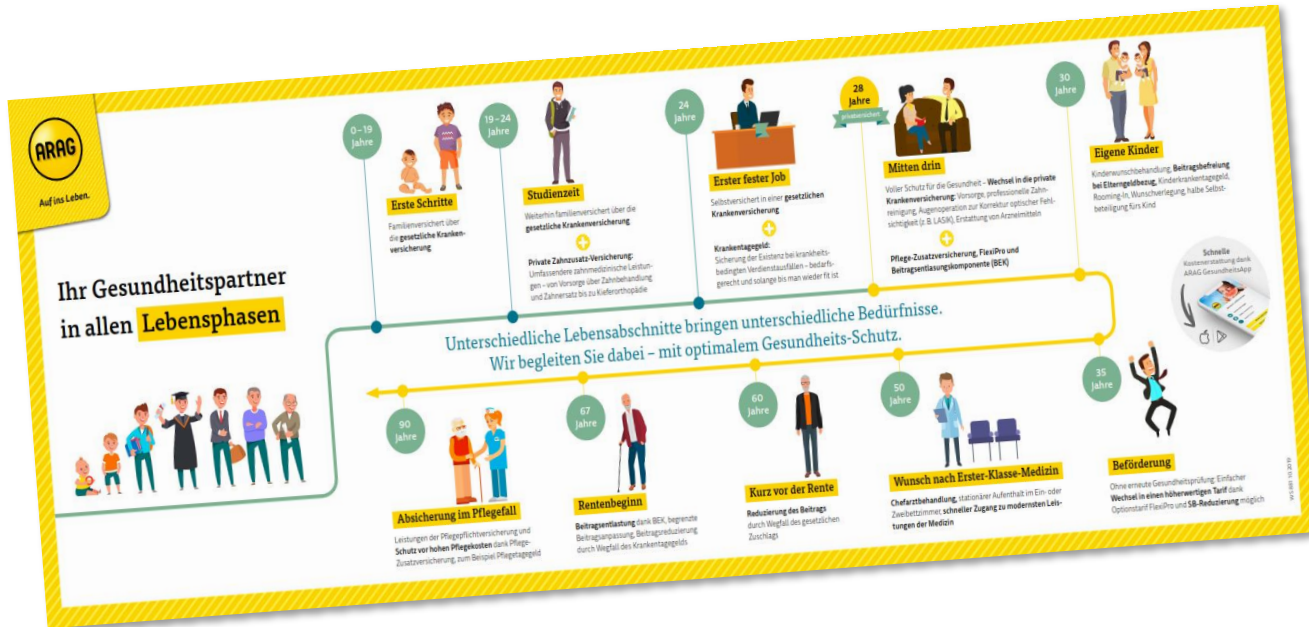 ARAG
Auf ins Leben.
Ihr Gesundheitspartner
in allen Lebensphasen
0–19
Jahre
Erste Schritte
Familienversichert über
die gesetzliche Kranken-
versicherung
19–24
Jahre
Studienzeit
Weiterhin familienversichert über die
gesetzliche Krankenversicherung
+
Private Zahnzusatz-Versicherung:
Umfassendere zahnmedizinische Leistun-
gen – von Vorsorge über Zahnbehandlung
und Zahnersatz bis zu Kieferorthopädie
24
Jahre
Erster fester Job
Selbstversichert in einer gesetzlichen
Krankenversicherung
+
Krankentagegeld:
Sicherung der Existenz bei krankheits-
bedingten Verdienstausfällen – bedarfs-
gerecht und solange bis man wieder fit ist
28
Jahre
privatversichert
Mitten drin
Voller Schutz für die Gesundheit – Wechsel in die private
Krankenversicherung: Vorsorge, professionelle Zahn-
reinigung, Augenoperation zur Korrektur optischer Fehl-
sichtigkeit (z. B. LASIK), Erstattung von Arzneimitteln
+
Pflege-Zusatzversicherung, FlexiPro und
Beitragsentlasungskomponente (BEK)
30
Jahre
Eigene Kinder
Kinderwunschbehandlung, Beitragsbefreiung
bei Elterngeldbezug, Kinderkrankentagegeld,
Rooming-In, Wunschverlegung, halbe Selbst-
beteiligung fürs Kind
Schnelle
Kostenerstattung dank
ARAG GesundheitsApp
Unterschiedliche Lebensabschnitte bringen unterschiedliche Bedürfnisse.
Wir begleiten Sie dabei – mit optimalem Gesundheits-Schutz.
35
Jahre
Beförderung
Ohne erneute Gesundheitsprüfung: Einfacher
Wechsel in einen höherwertigen Tarif dank
Optionstarif FlexiPro und SB-Reduzierung möglich
50
Jahre
Wunsch nach Erster-Klasse-Medizin
Chefarztbehandlung, stationärer Aufenthalt im Ein- oder
Zweibettzimmer, schneller Zugang zu modernsten Leis-
tungen der Medizin
60
Jahre
Kurz vor der Rente
Reduzierung des Beitrags
durch Wegfall des gesetzlichen
Zuschlags
67
Jahre
Rentenbeginn
Beitragsentlastung dank BEK, begrenzte
Beitragsanpassung, Beitragsreduzierung
durch Wegfall des Krankentagegelds
90
Jahre
Absicherung im Pflegefall
Leistungen der Pflegepflichtversicherung und
Schutz vor hohen Pflegekosten dank Pflege-
Zusatzversicherung, zum Beispiel Pflegetagegeld